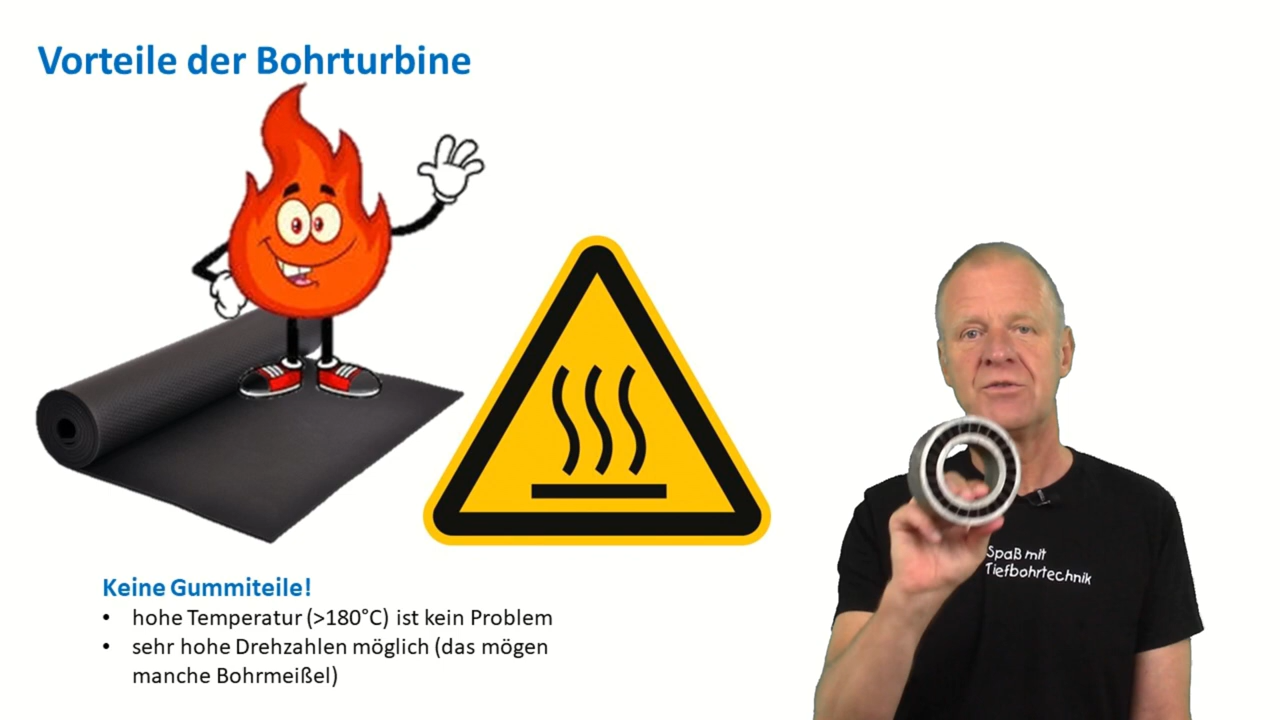 Vorteile der Bohrturbine
Keine Gummiteile!
• hohe Temperatur (>180°C) ist kein Problem
• sehr hohe Drehzahlen möglich (das mögen
manche Bohrmeißel)
Spaß mit
Tiefbohrtechnik